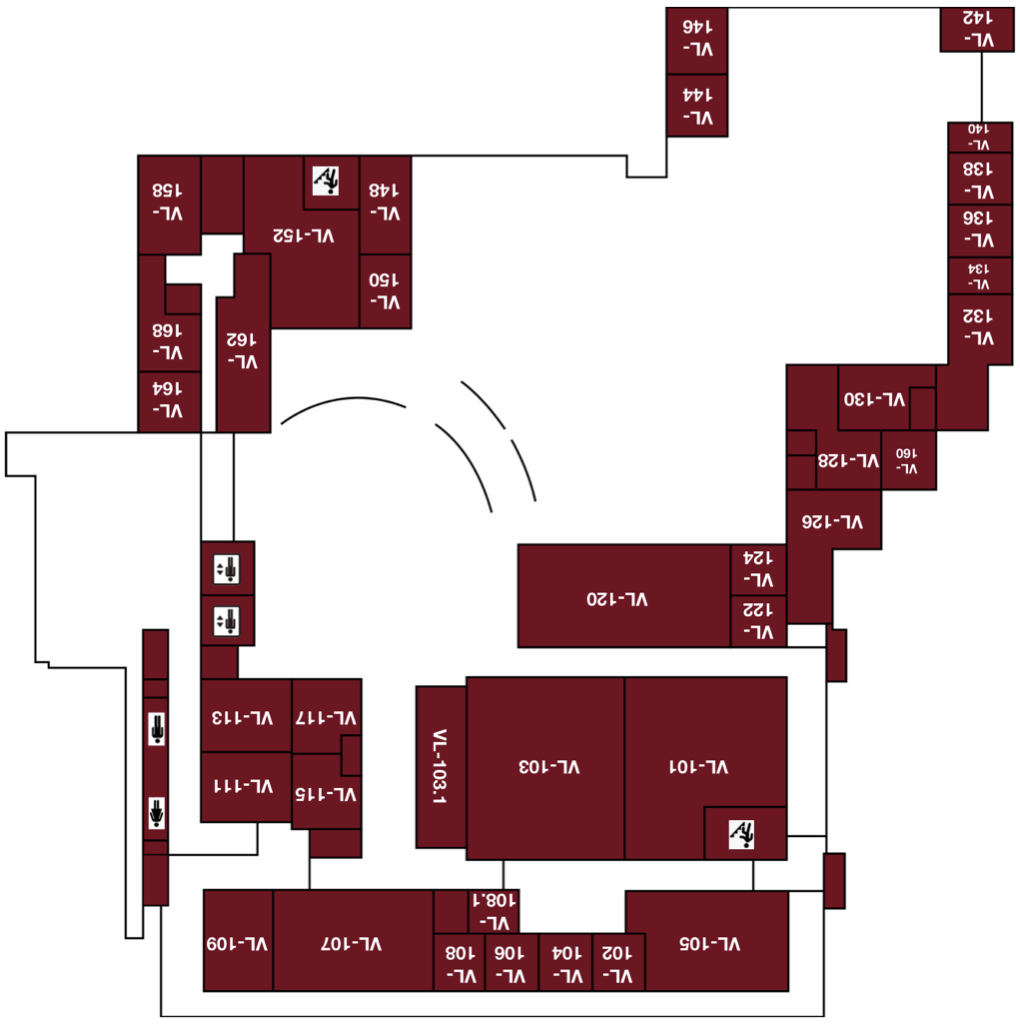 VL-105
VL-
102
VL-
104
VL-
106
VL-
108
VL-
108.1
VL-107
VL-109
VL-101
VL-103
VL-103.1
VL-115
VL-111
VL-117
VL-113
VL-
122
VL-120
VL-
124
VL-126
VL-
160
VL-128
VL-130
VL-
132
VL-
134
VL-
136
VL-
138
VL-
140
VL-
142
VL-
144
VL-
146
VL-
164
VL-
162
VL-
168
VL-
150
VL-152
VL-
148
VL-
158